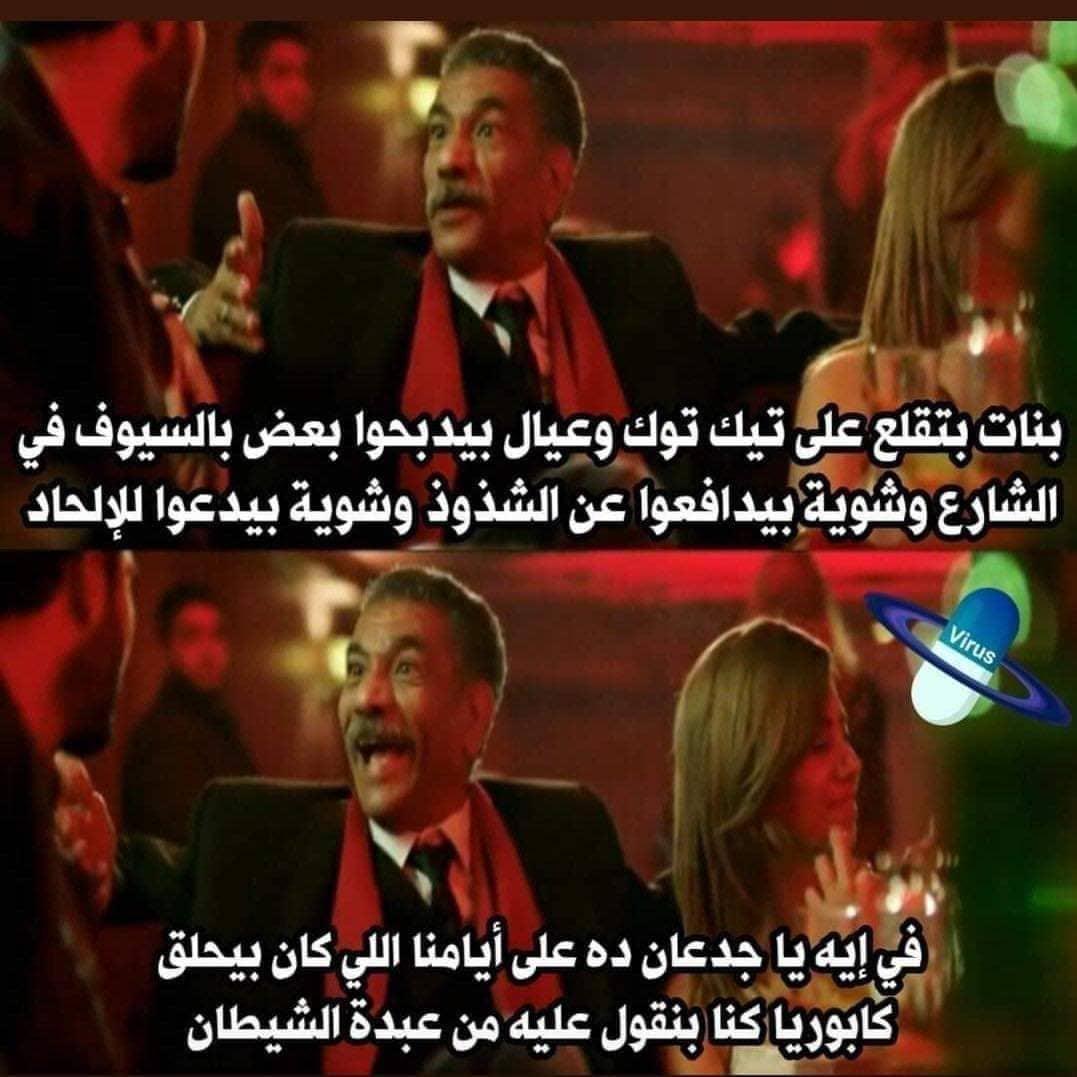 بنات بتقلع على تيك توك وعيال بيدبحوا بعض بالسيوف في
الشارع وشوية بيدافعوا عن الشذوذ وشوية بيدعوا للإلحاد
Virus
في إيه يا جدعان ده على أيامنا اللي كان بيحلق
كابوريا كنا بنقول عليه من عبدة الشيطان